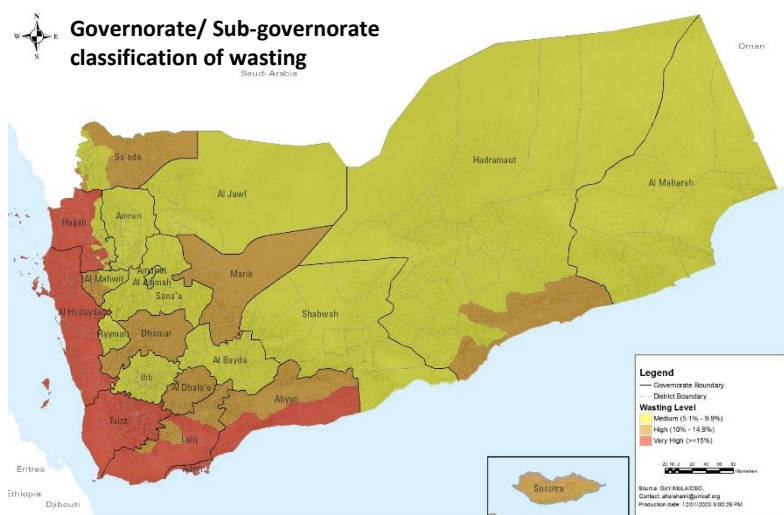 N
W E
S
Governorate/ Sub-governorate
classification of wasting
Saudi Arabia
Oman
Sa'ada
Al Jawf
Hadramaut
Al Maharah
Hajjah
Amran
Marib
Al Mahwit
Amanat
Al Asimah
Sana'a
Al Hodaydah
Raymah
Dhamar
Shabwah
Al Bayda
Ibb
Al Dhale'e
Abyan
Taizz
Lahj
Aden
Eritrea
Ethiopia
Djibouti
Socotra
Legend
Governorate Boundary
District Boundary
Wasting Level
Medium (5.1% - 9.9%)
High (10% - 14.9%)
Very High (>=15%)
Kilometers
Source: GoY/MoLA/CSO.
Contact: ahalshami@unicef.org
Production date: 12/01/2020 9:00:26 PM